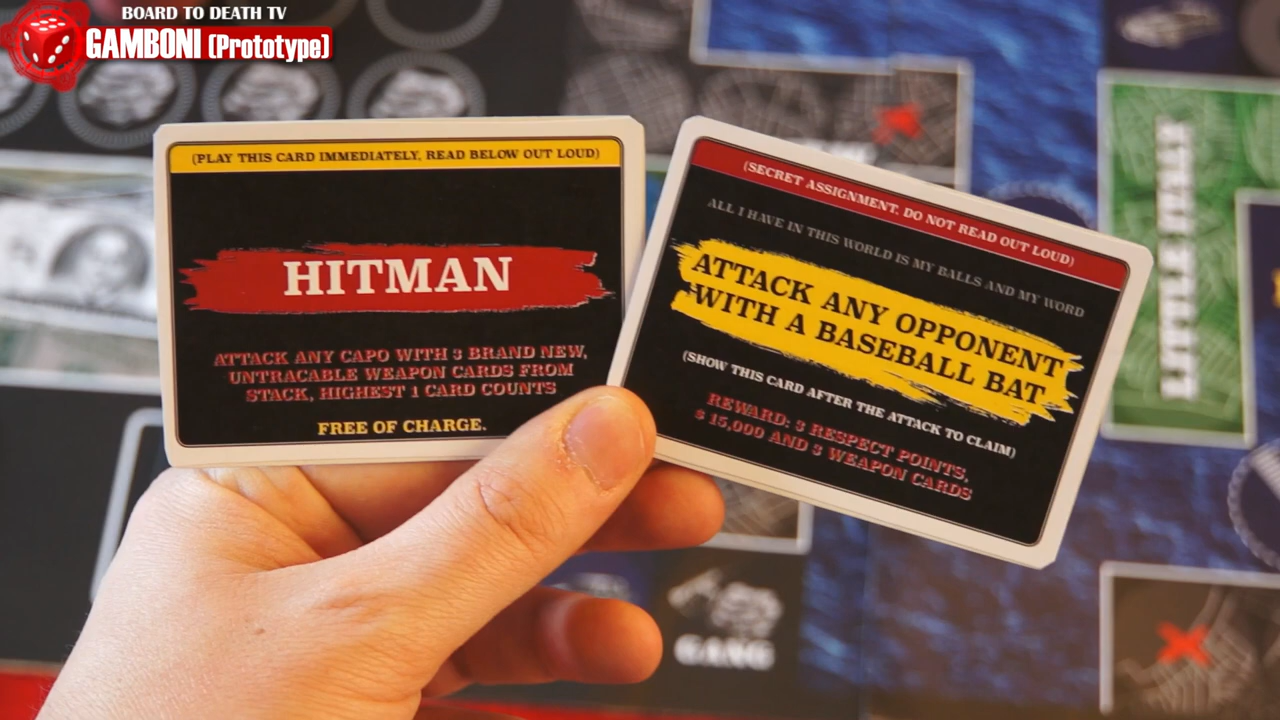 BOARD TO DEATH TV
GAMBONI (Prototype)
(PLAY THIS CARD IMMEDIATELY, READ BELOW OUT LOUD)
HITMAN
ATTACK ANY CAPO WITH 3 BRAND NEW,
UNTRACABLE WEAPON CARDS FROM
STACK, HIGHEST 1 CARD COUNTS
FREE OF CHARGE.
(SECRET ASSIGNMENT, DO NOT READ OUT LOUD)
ALL I HAVE IN THIS WORLD IS MY BALLS AND MY WORD
ATTACK ANY OPPONENT
WITH A BASEBALL BAT
(SHOW THIS CARD AFTER THE ATTACK TO CLAIM)
REWARD: 3 RESPECT POINTS,
$ 15,000 AND 3 WEAPON CARDS
LITTLE ITALY
GANG